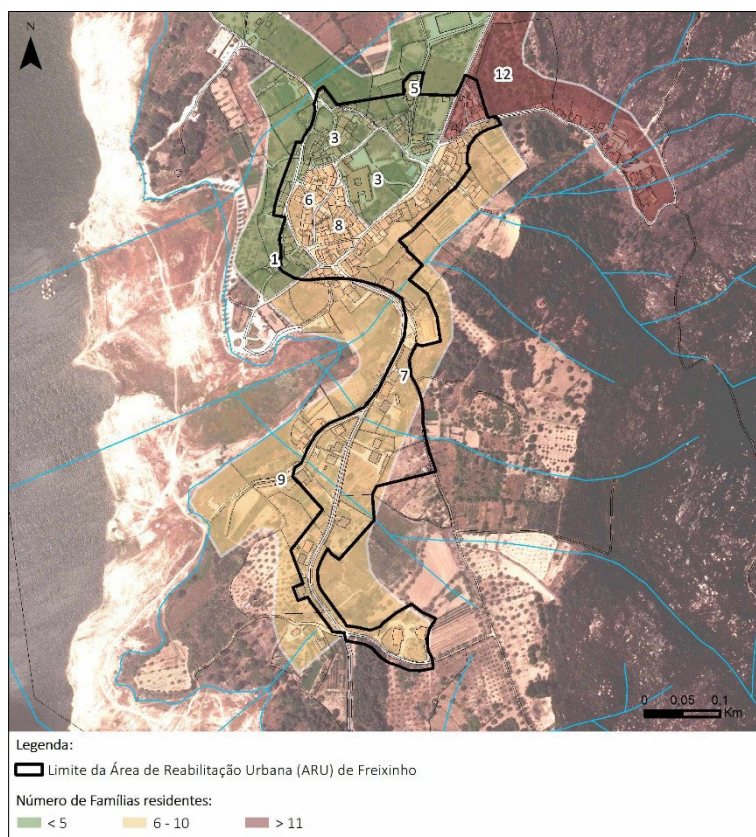 N
12
5
3
3
6
8
1
7
9
0 0,05 0,1
Km
Legenda:
Limite da Área de Reabilitação Urbana (ARU) de Freixinho
Número de Famílias residentes:
< 5 6 - 10 > 11